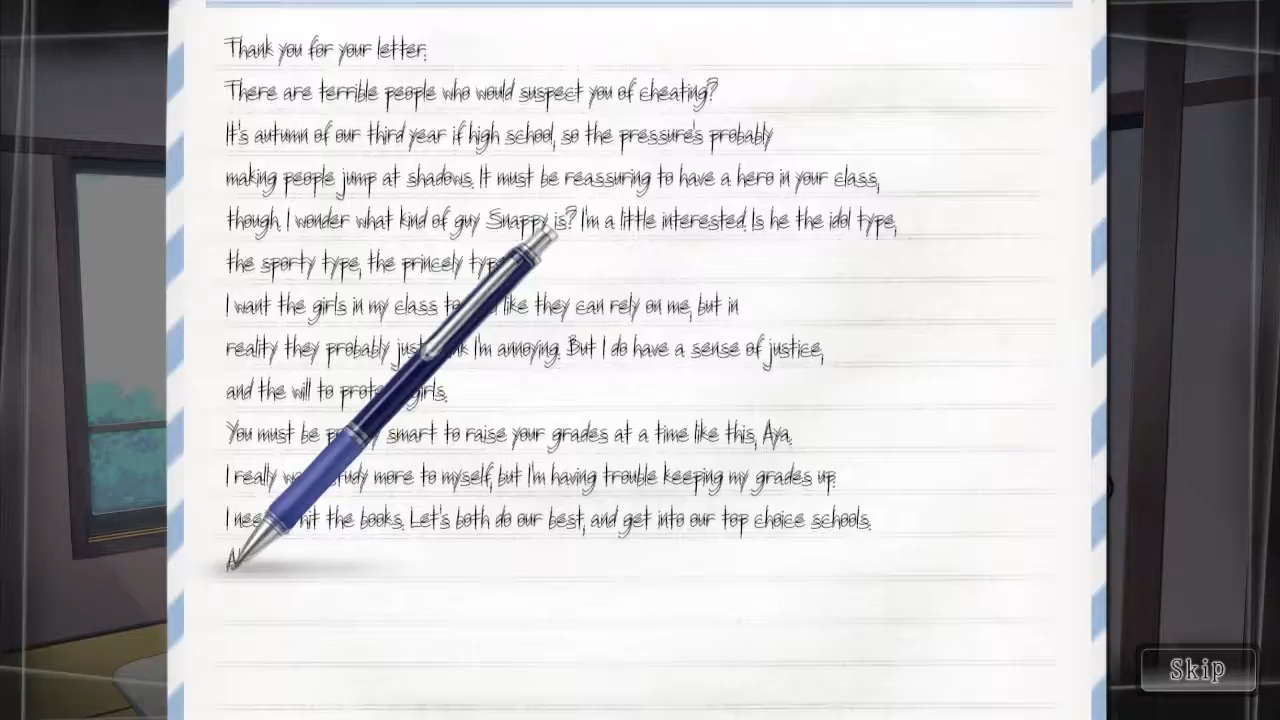 Thank you for your letter.
There are terrible people who would suspect you of cheating?
It's autumn of our third year if high school, so the pressure's probably
making people jump at shadows. It must be reassuring to have a hero in your class,
though. I wonder what kind of guy Snappy is? I'm a little interested. Is he the idol type,
the sporty type, the princely type
I want the girls in my class to like they can rely on me, but in
reality they probably just I'm annoying. But I do have a sense of justice,
and the will to girls.
You must be smart to raise your grades at a time like this, Aya.
I really more to myself, but I'm having trouble keeping my grades up.
I hit the books. Let's both do our best, and get into our top choice schools.
Skip